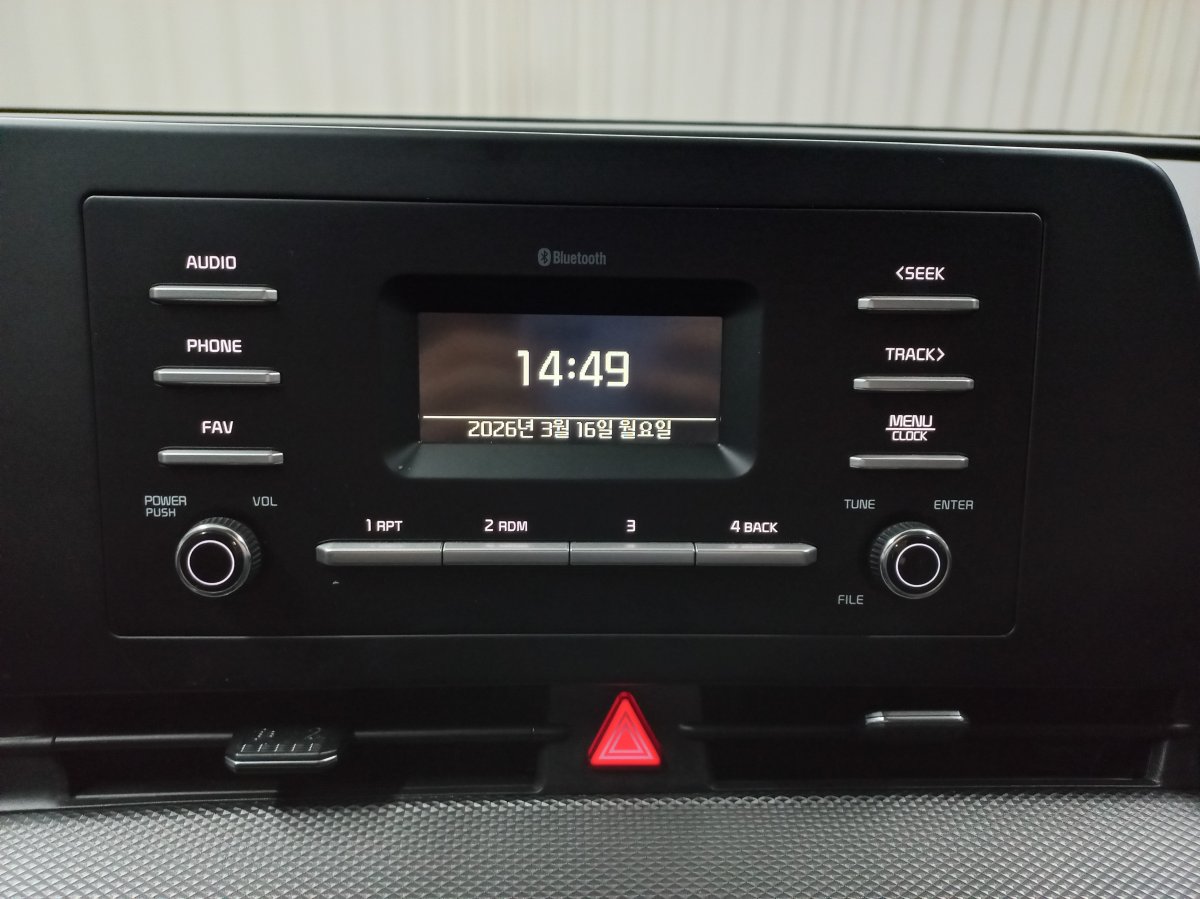 Bluetooth
AUDIO
<SEEK
PHONE
TRACK>
14:49
FAV
MENU
CLOCK
2026년 3월 16일 월요일
POWER
PUSH
VOL
TUNE
ENTER
1 RPT
2 RDM
3
4 BACK
FILE